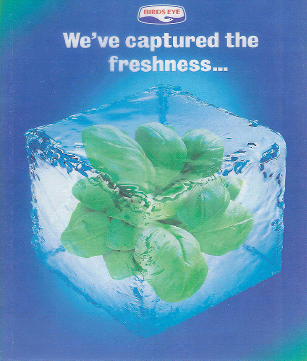 BIRDS EYE
We've captured the
freshness...